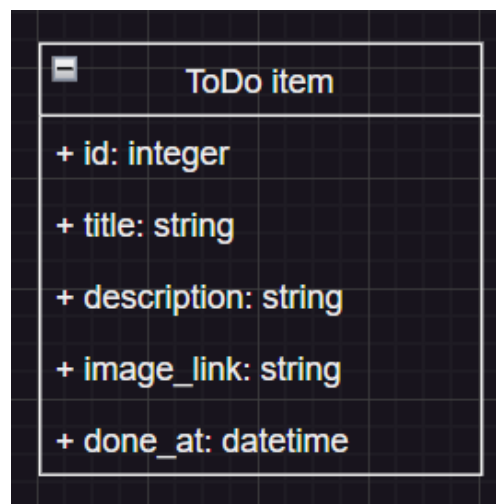 ToDo item
+ id: integer
+ title: string
+ description: string
+ image_link: string
+ done_at: datetime